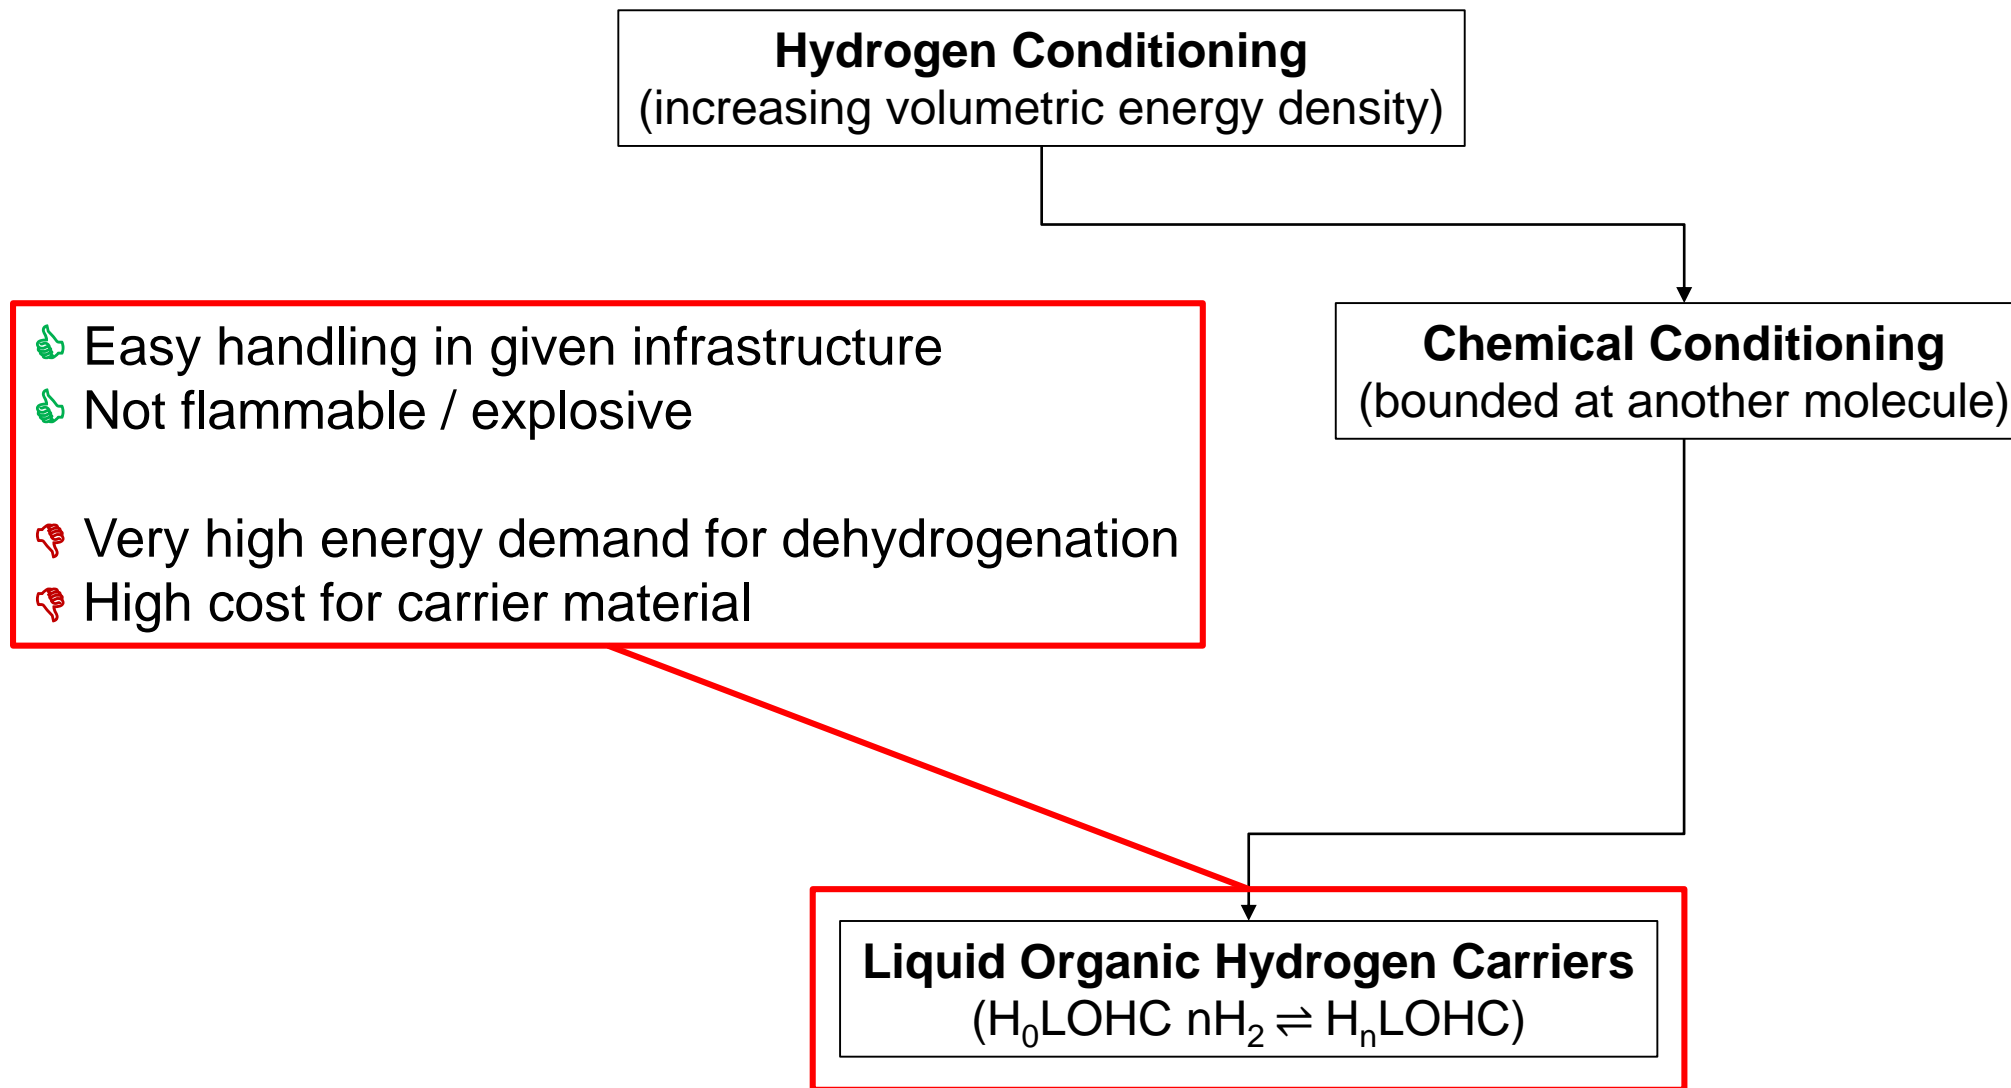 Hydrogen Conditioning
(increasing volumetric energy density)
Easy handling in given infrastructure
Not flammable / explosive
Very high energy demand for dehydrogenation
High cost for carrier material
Chemical Conditioning
(bounded at another molecule)
Liquid Organic Hydrogen Carriers
(H₀LOHC nH₂ ⇌ HₙLOHC)